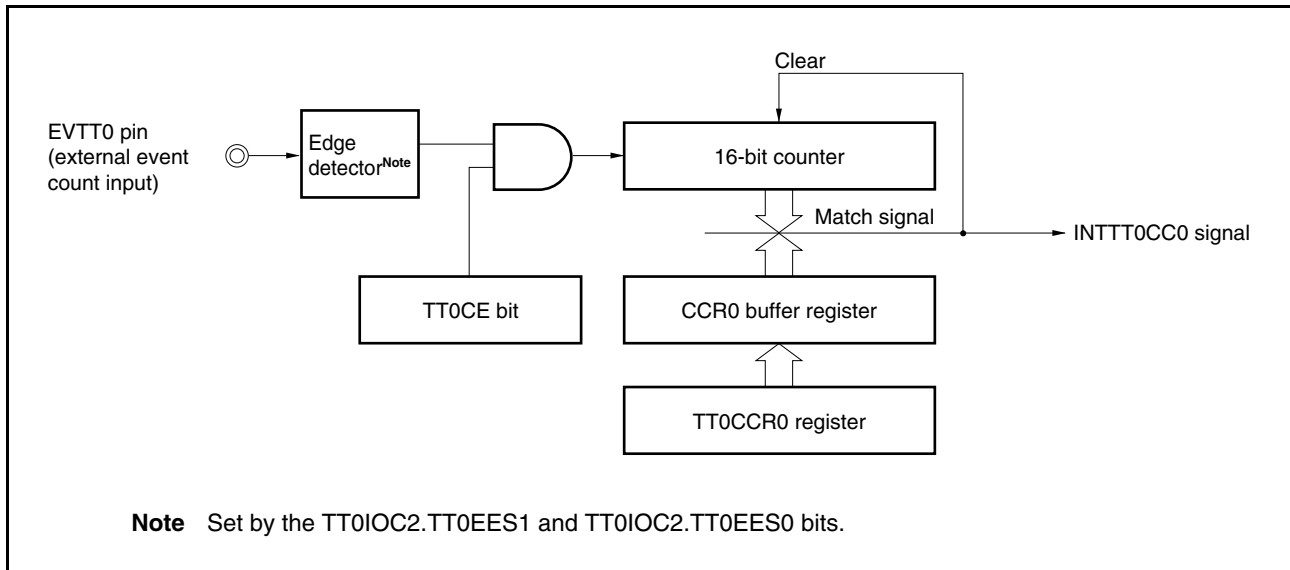 Clear
EVTT0 pin
(external event
count input)
Edge
detectorNote
16-bit counter
Match signal
INTTT0CC0 signal
TT0CE bit
CCR0 buffer register
TT0CCR0 register
Note Set by the TT0IOC2.TT0EES1 and TT0IOC2.TT0EES0 bits.